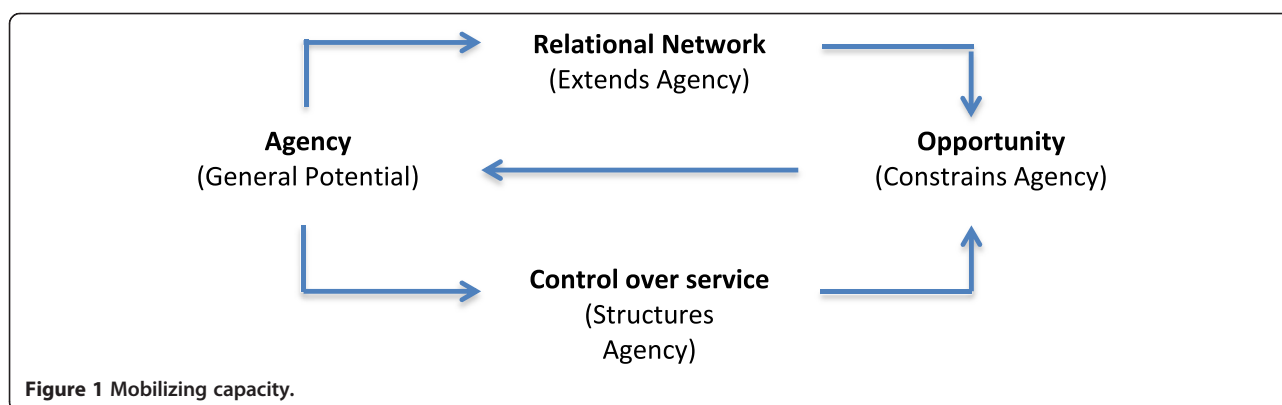 Relational Network
(Extends Agency)
Agency
(General Potential)
Opportunity
(Constrains Agency)
Control over service
(Structures
Agency)
Figure 1 Mobilizing capacity.